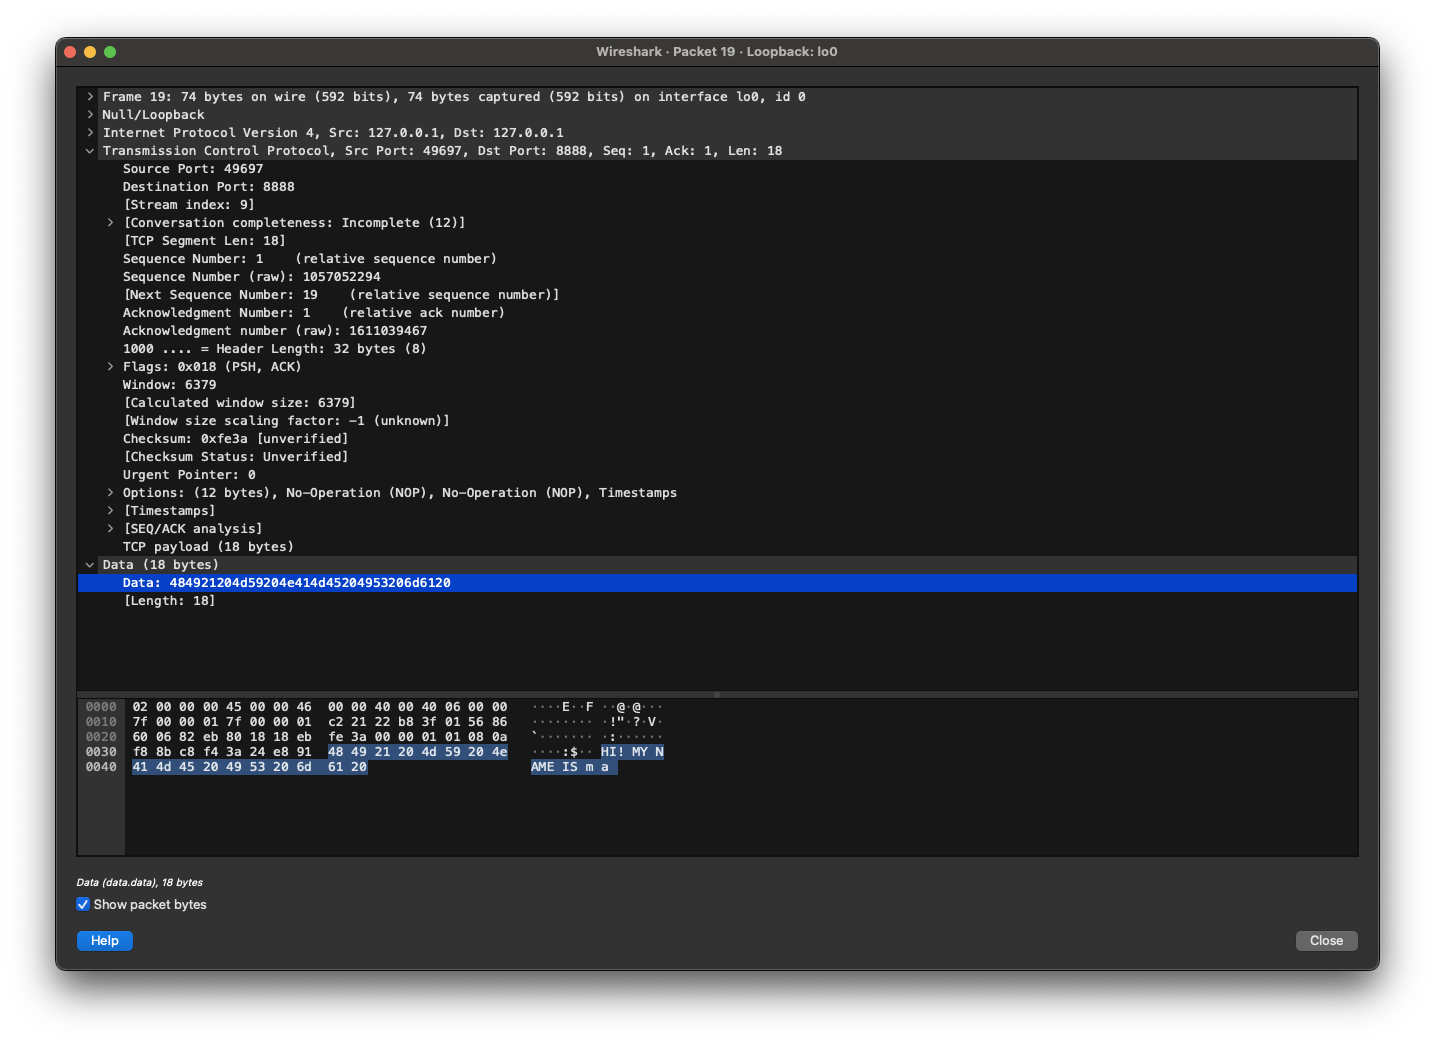 Wireshark · Packet 19 · Loopback: lo0
Frame 19: 74 bytes on wire (592 bits), 74 bytes captured (592 bits) on interface lo0, id 0
Null/Loopback
Internet Protocol Version 4, Src: 127.0.0.1, Dst: 127.0.0.1
Transmission Control Protocol, Src Port: 49697, Dst Port: 8888, Seq: 1, Ack: 1, Len: 18
Source Port: 49697
Destination Port: 8888
[Stream index: 9]
[Conversation completeness: Incomplete (12)]
[TCP Segment Len: 18]
Sequence Number: 1    (relative sequence number)
Sequence Number (raw): 1057052294
[Next Sequence Number: 19    (relative sequence number)]
Acknowledgment Number: 1    (relative ack number)
Acknowledgment number (raw): 1611039467
1000 .... = Header Length: 32 bytes (8)
Flags: 0x018 (PSH, ACK)
Window: 6379
[Calculated window size: 6379]
[Window size scaling factor: -1 (unknown)]
Checksum: 0xfe3a [unverified]
[Checksum Status: Unverified]
Urgent Pointer: 0
Options: (12 bytes), No-Operation (NOP), No-Operation (NOP), Timestamps
[Timestamps]
[SEQ/ACK analysis]
TCP payload (18 bytes)
Data (18 bytes)
Data: 484921204d59204e414d45204953206d6120
[Length: 18]
0000 02 00 00 00 45 00 00 46 00 00 40 00 40 06 00 00 ····E··F ··@·@···
0010 7f 00 00 01 7f 00 00 01 c2 21 22 b8 3f 01 56 86 ········ ·!"·?·V·
0020 60 06 82 eb 80 18 18 eb fe 3a 00 00 01 01 08 0a `······· ·:······
0030 f8 8b c8 f4 3a 24 e8 91 48 49 21 20 4d 59 20 4e ····:$·· HI! MY N
0040 41 4d 45 20 49 53 20 6d 61 20 AME IS m a
Data (data.data), 18 bytes
Show packet bytes
Help
Close